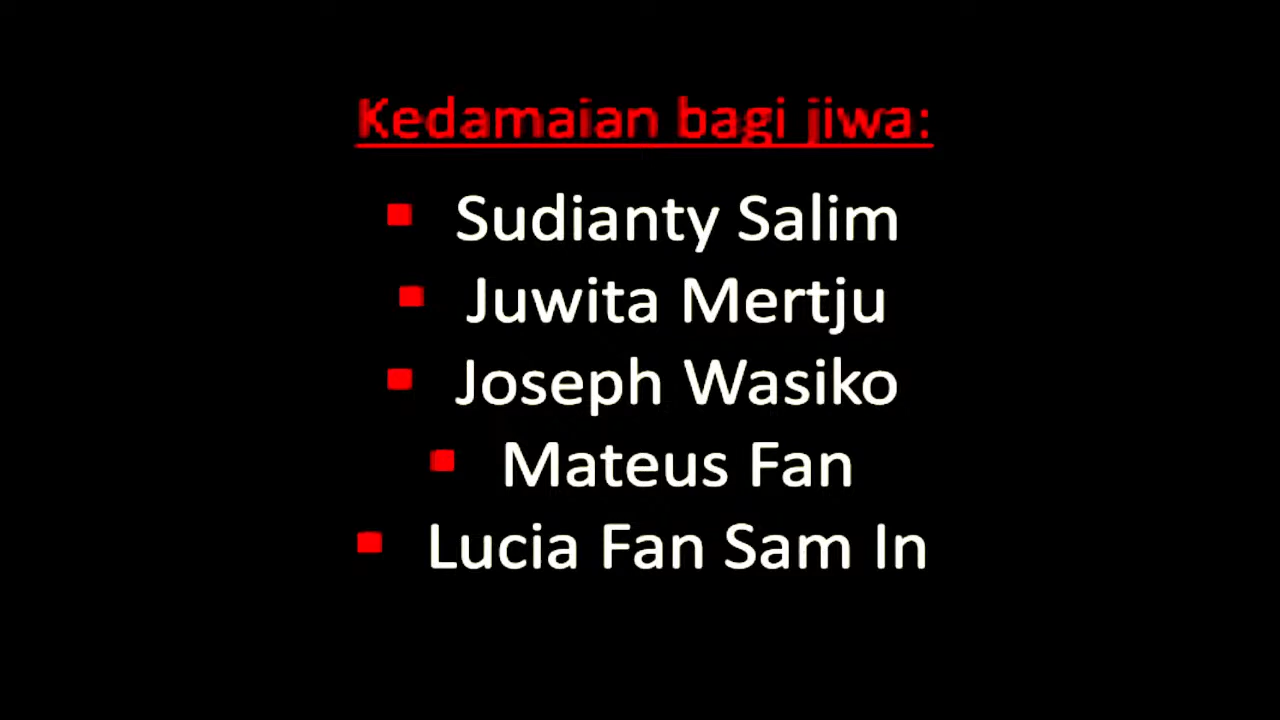 Kedamaian bagi jiwa:
Sudianty Salim
Juwita Mertju
Joseph Wasiko
Mateus Fan
Lucia Fan Sam In